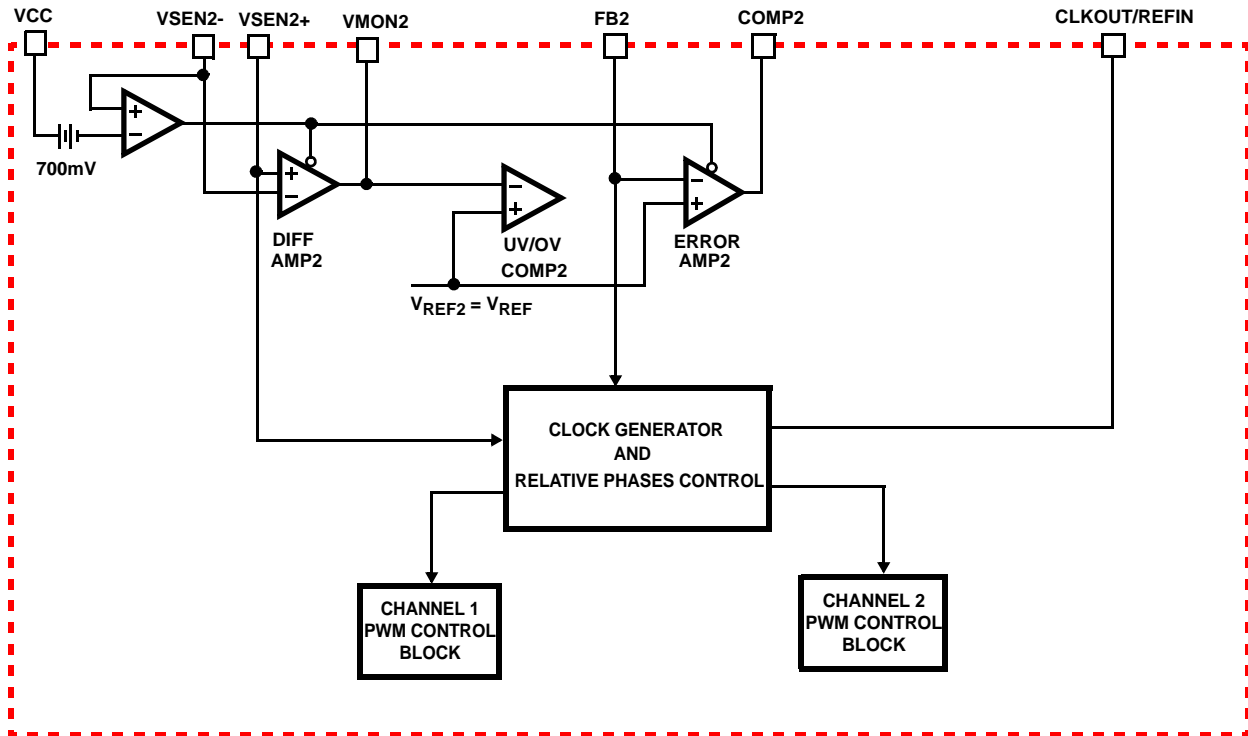 VCC
VSEN2-
VSEN2+
VMON2
FB2
COMP2
CLKOUT/REFIN
+
−
700mV
+
−
DIFF
AMP2
−
+
UV/OV
COMP2
−
+
ERROR
AMP2
VREF2 = VREF
CLOCK GENERATOR
AND
RELATIVE PHASES CONTROL
CHANNEL 1
PWM CONTROL
BLOCK
CHANNEL 2
PWM CONTROL
BLOCK